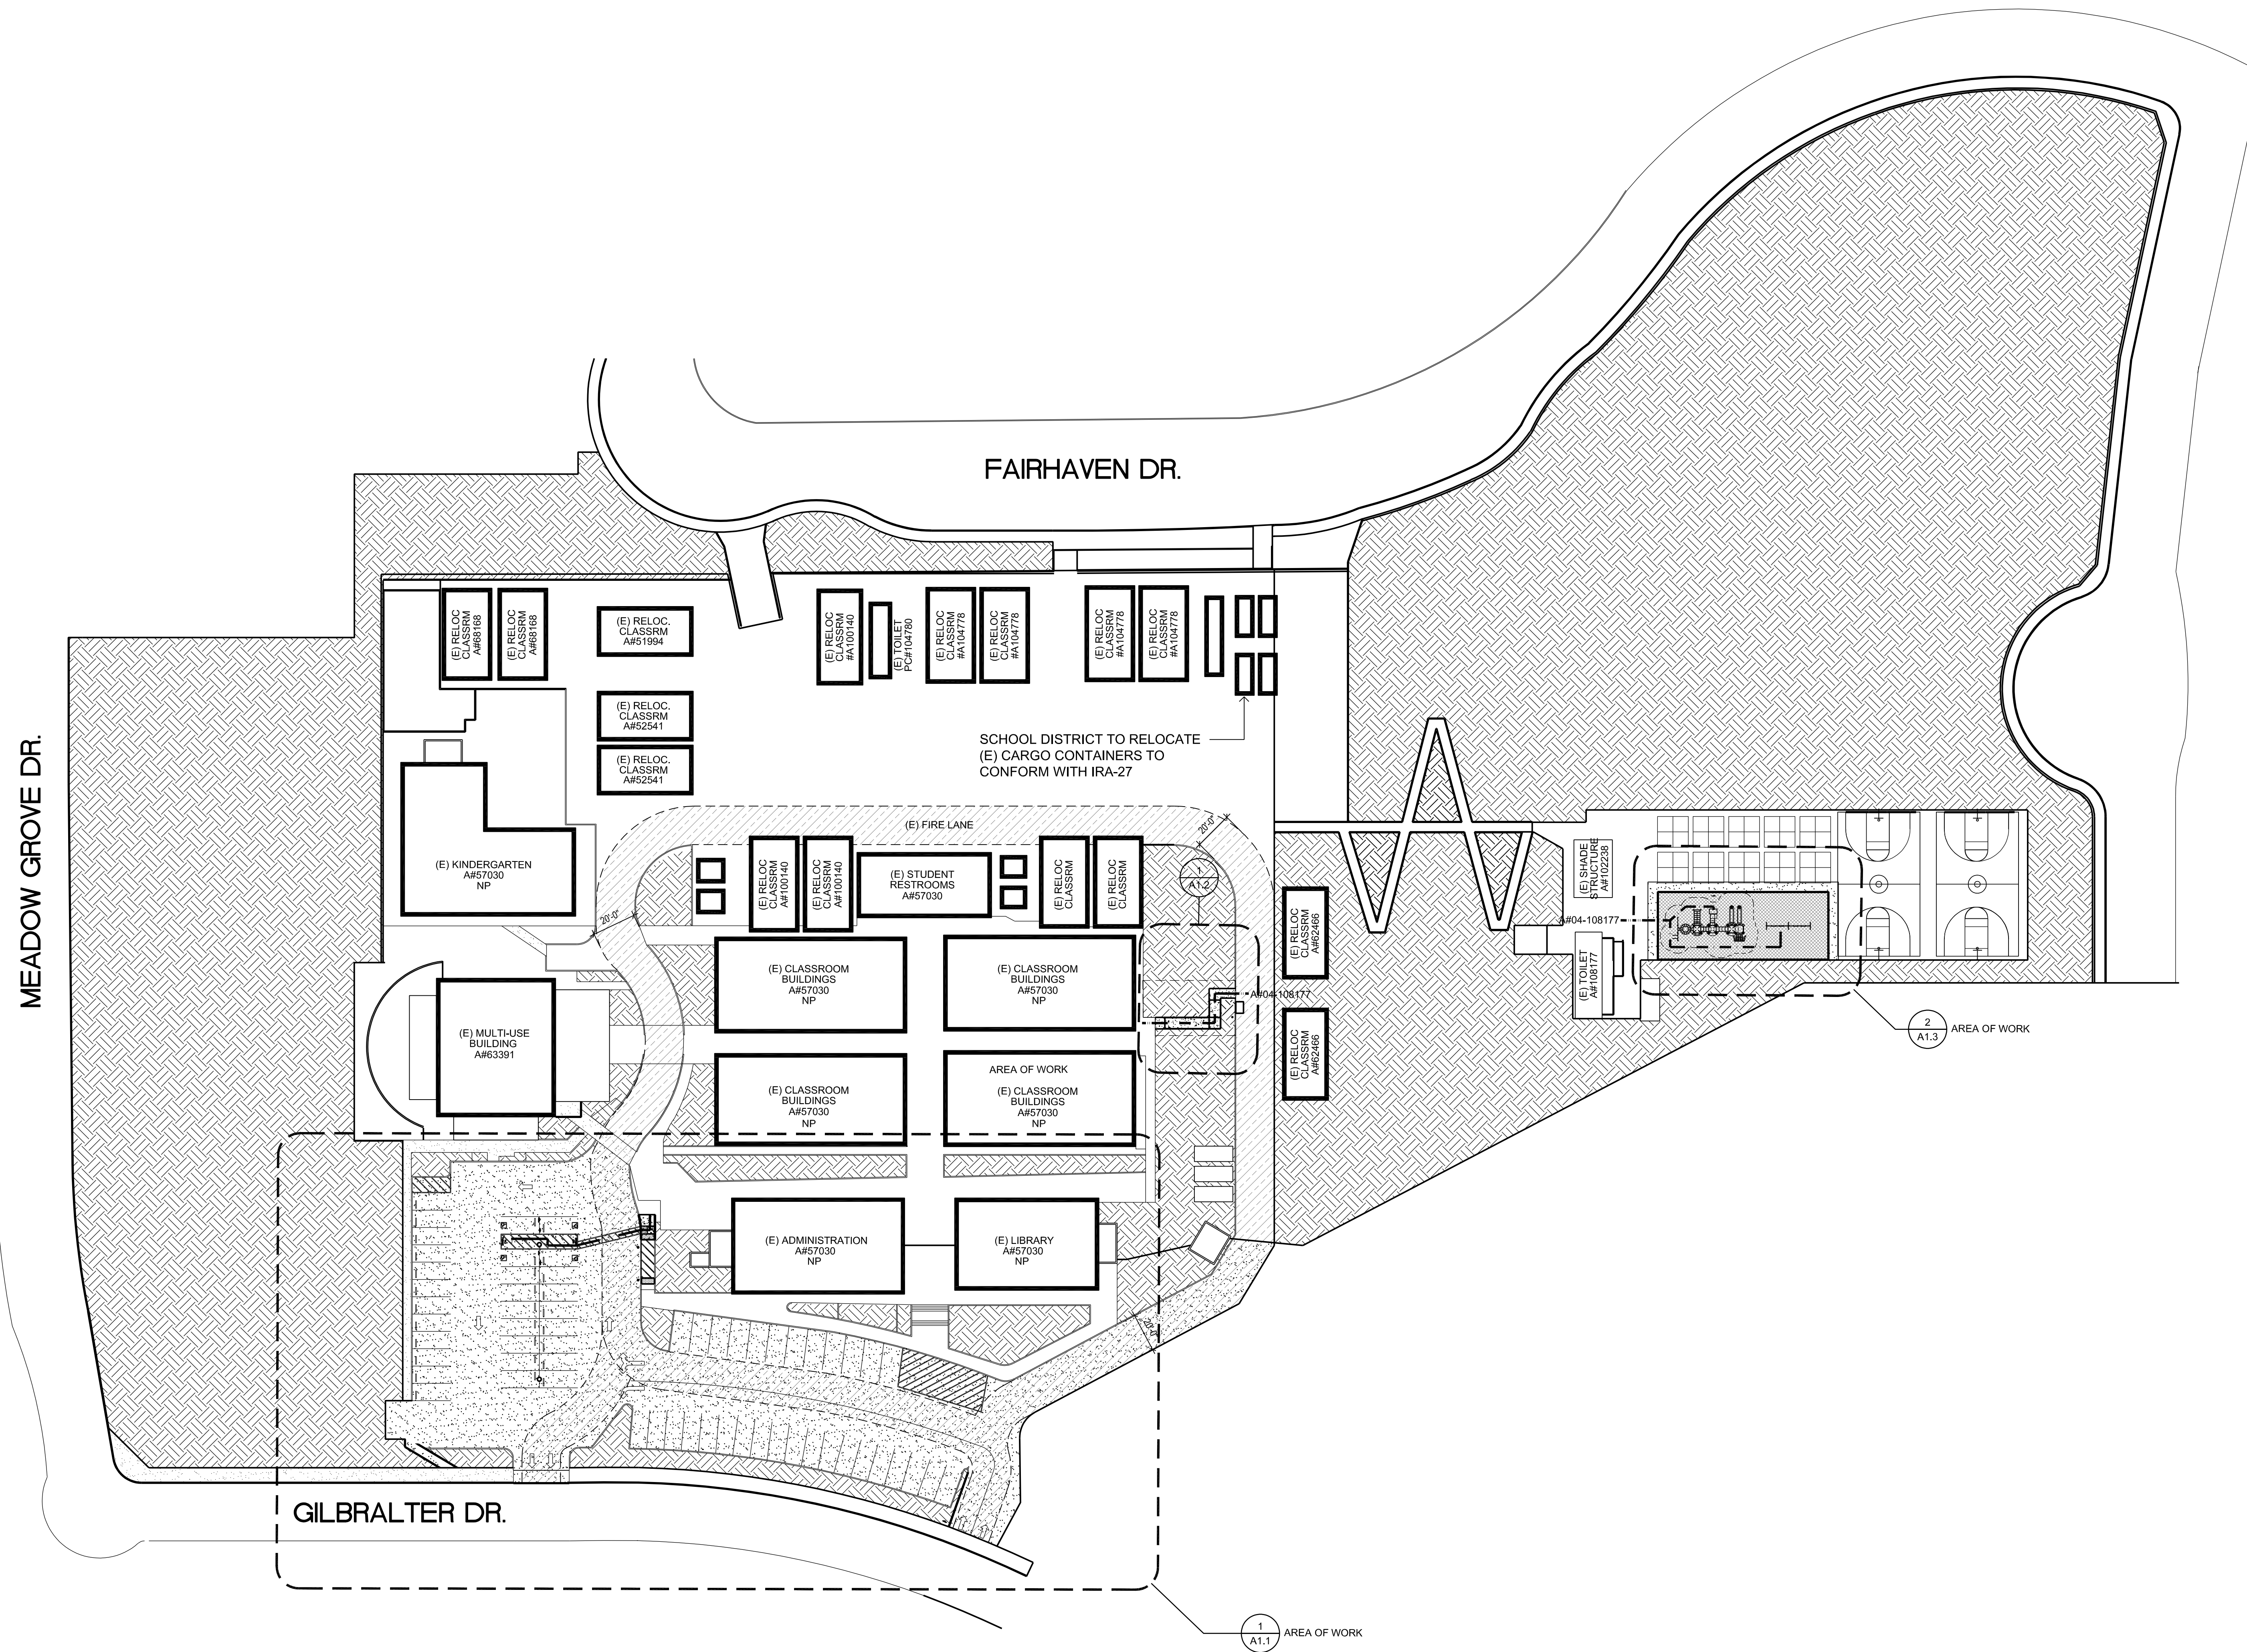 FAIRHAVEN DR.
MEADOW GROVE DR.
(E) RELOC
CLASSRM
A#68168
(E) RELOC
CLASSRM
A#68168
(E) RELOC.
CLASSRM
A#51994
(E) RELOC
CLASSRM
#A100140
(E) TOILET
PC#104780
(E) RELOC
CLASSRM
#A104778
(E) RELOC
CLASSRM
#A104778
(E) RELOC
CLASSRM
#A104778
(E) RELOC
CLASSRM
#A104778
(E) RELOC.
CLASSRM
A#52541
(E) RELOC.
CLASSRM
A#52541
SCHOOL DISTRICT TO RELOCATE
(E) CARGO CONTAINERS TO
CONFORM WITH IRA-27
(E) FIRE LANE
20'-0"
(E) KINDERGARTEN
A#57030
NP
20'-0"
(E) RELOC
CLASSRM
A#100140
(E) RELOC
CLASSRM
A#100140
(E) STUDENT
RESTROOMS
A#57030
(E) RELOC
CLASSRM
(E) RELOC
CLASSRM
1
A1.2
(E) RELOC
CLASSRM
A#62466
(E) SHADE
STRUCTURE
A#102238
A#04-108177
(E) TOILET
A#108177
2
A1.3
AREA OF WORK
(E) CLASSROOM
BUILDINGS
A#57030
NP
(E) CLASSROOM
BUILDINGS
A#57030
NP
A#04-108177
(E) RELOC
CLASSRM
A#62466
(E) MULTI-USE
BUILDING
A#63391
(E) CLASSROOM
BUILDINGS
A#57030
NP
AREA OF WORK
(E) CLASSROOM
BUILDINGS
A#57030
NP
(E) ADMINISTRATION
A#57030
NP
(E) LIBRARY
A#57030
NP
20'-0"
GILBRALTER DR.
1
A1.1
AREA OF WORK